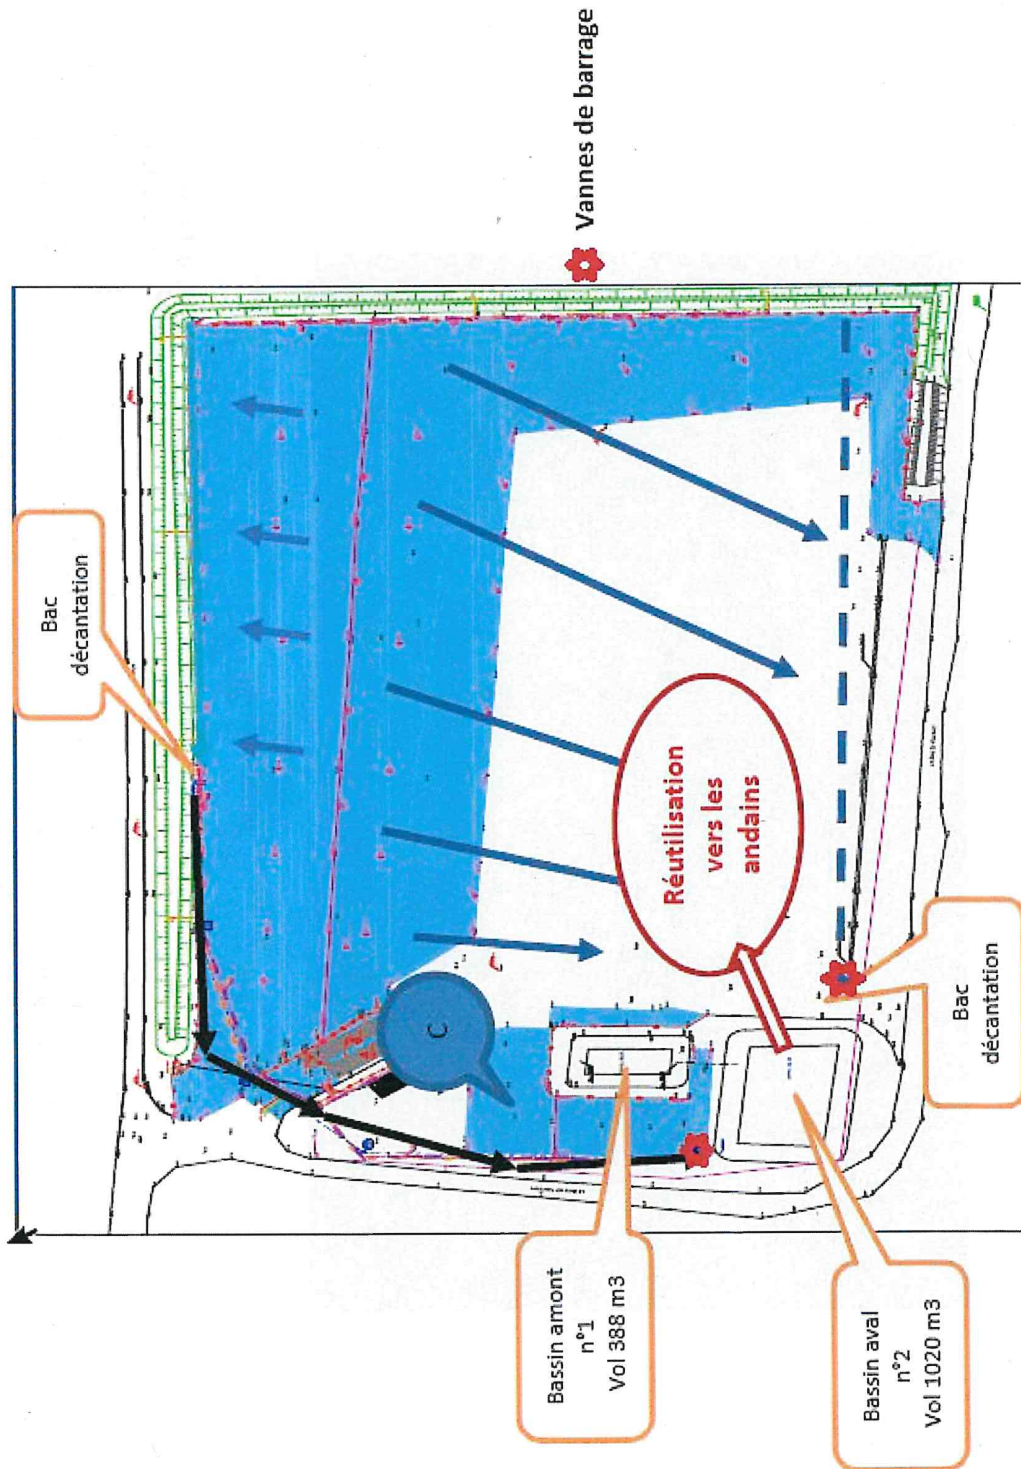 Bac
décantation
Vannes de barrage
C
Réutilisation
vers les
andains
Bassin amont
n°1
Vol 388 m3
Bassin aval
n°2
Vol 1020 m3
Bac
décantation